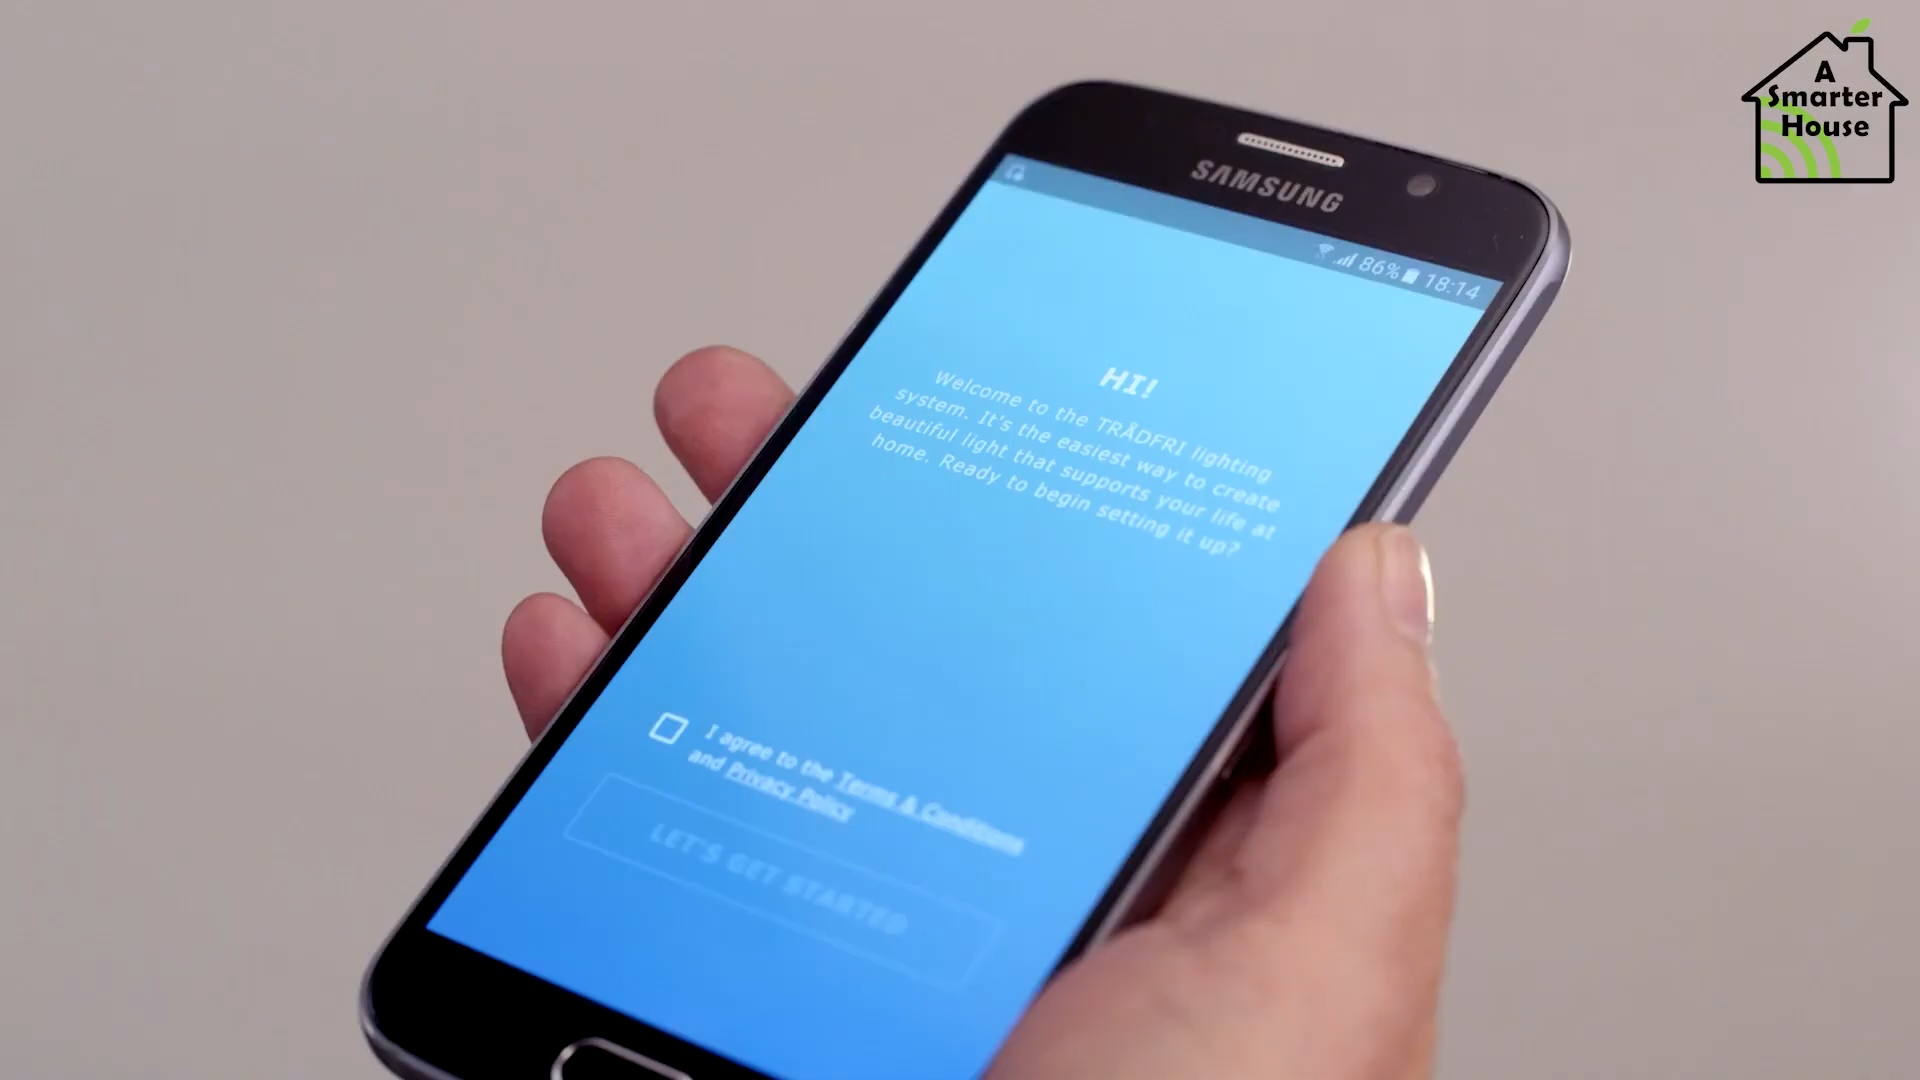 A
Smarter
House
SAMSUNG
86% 18:14
HI!
Welcome to the TRÅDFRI lighting
system. It's the easiest way to create
beautiful light that supports your life at
home. Ready to begin setting it up?
I agree to the Terms & Conditions
and Privacy Policy
LET'S GET STARTED